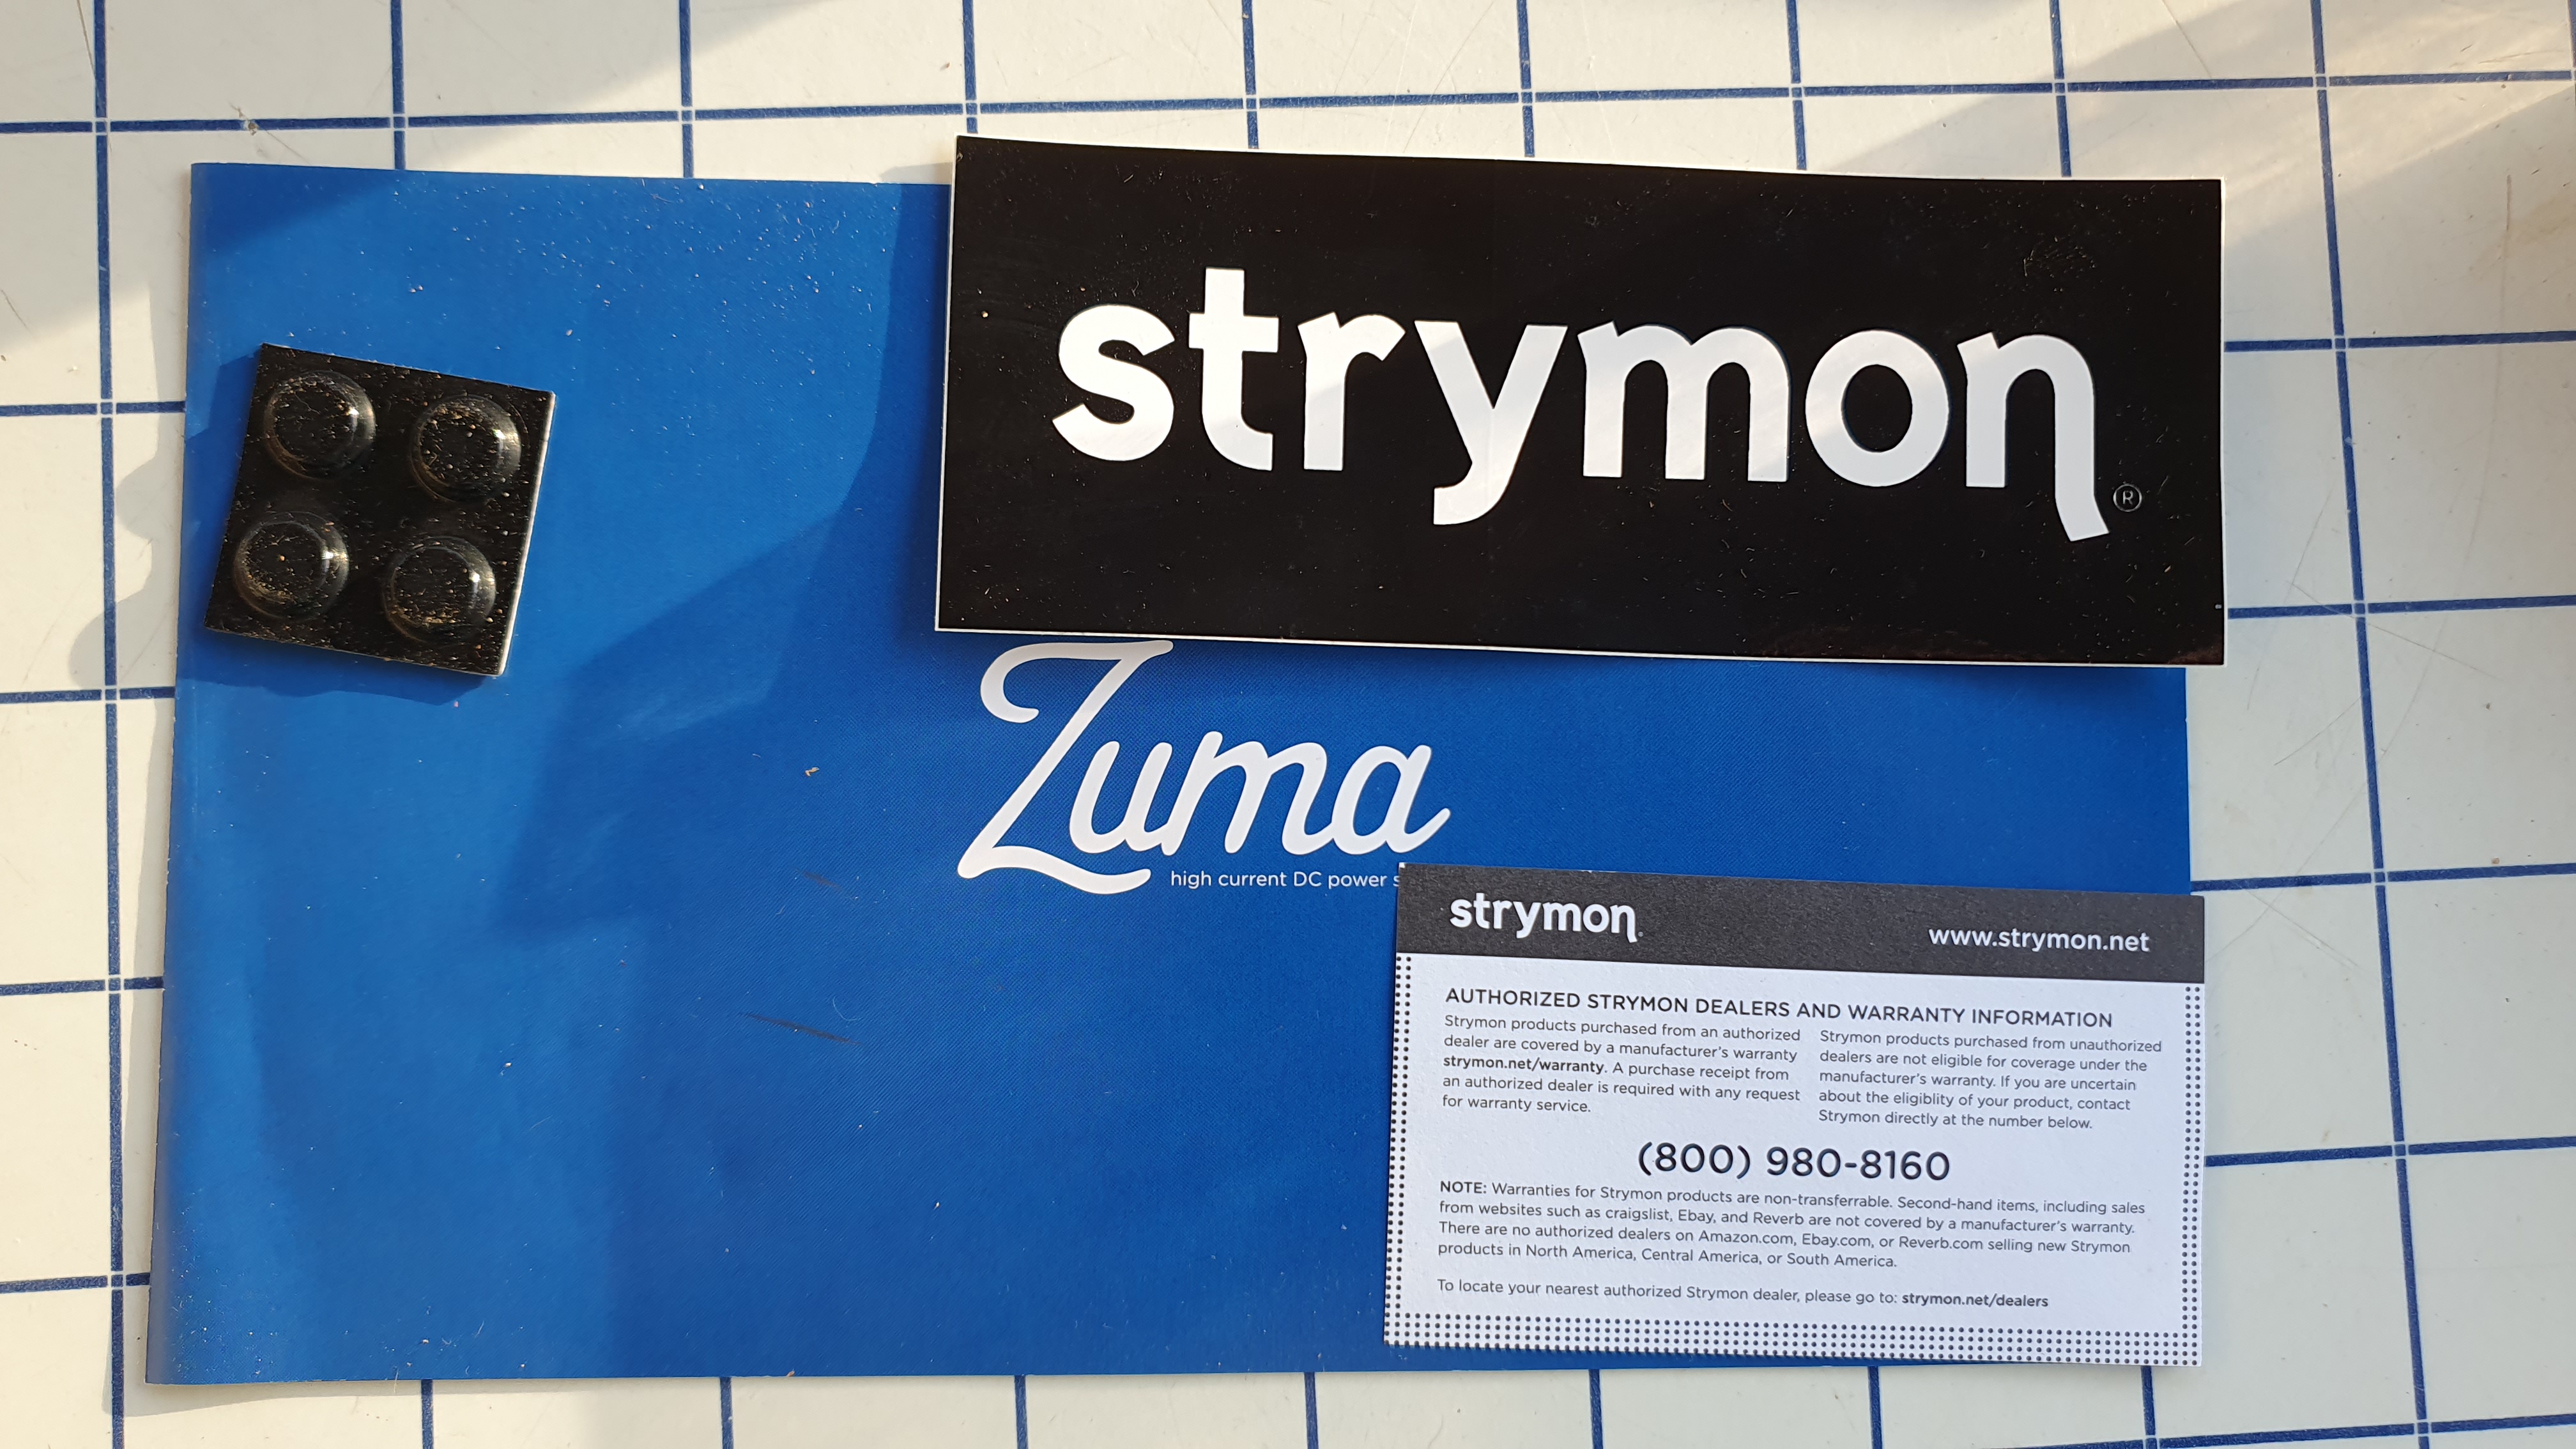 strymon®
Zuma
high current DC power s
strymon
www.strymon.net
AUTHORIZED STRYMON DEALERS AND WARRANTY INFORMATION
Strymon products purchased from an authorized
dealer are covered by a manufacturer's warranty
strymon.net/warranty. A purchase receipt from
an authorized dealer is required with any request
for warranty service.
Strymon products purchased from unauthorized
dealers are not eligible for coverage under the
manufacturer's warranty. If you are uncertain
about the eligiblity of your product, contact
Strymon directly at the number below.
(800) 980-8160
NOTE: Warranties for Strymon products are non-transferrable. Second-hand items, including sales
from websites such as craigslist, Ebay, and Reverb are not covered by a manufacturer's warranty.
There are no authorized dealers on Amazon.com, Ebay.com, or Reverb.com selling new Strymon
products in North America, Central America, or South America.
To locate your nearest authorized Strymon dealer, please go to: strymon.net/dealers